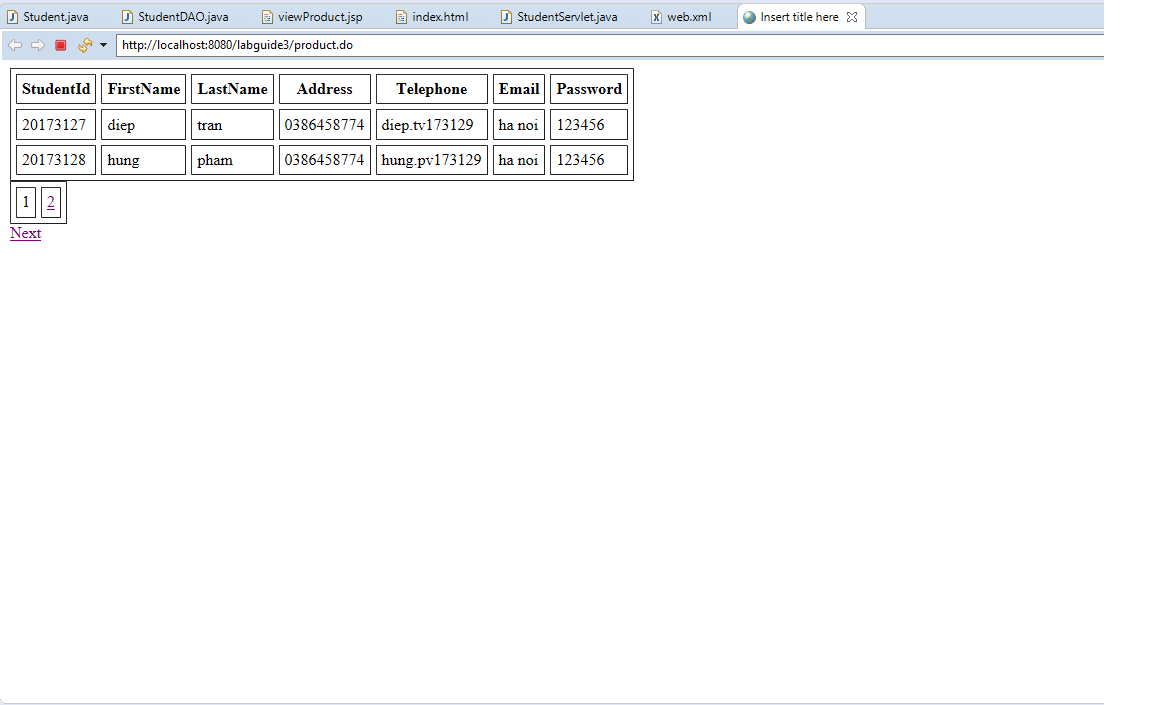 Student.java StudentDAO.java viewProduct.jsp index.html StudentServlet.java web.xml Insert title here
http://localhost:8080/labguide3/product.do
StudentId FirstName LastName Address Telephone Email Password
20173127 diep tran 0386458774 diep.tv173129 ha noi 123456
20173128 hung pham 0386458774 hung.pv173129 ha noi 123456
1 2
Next